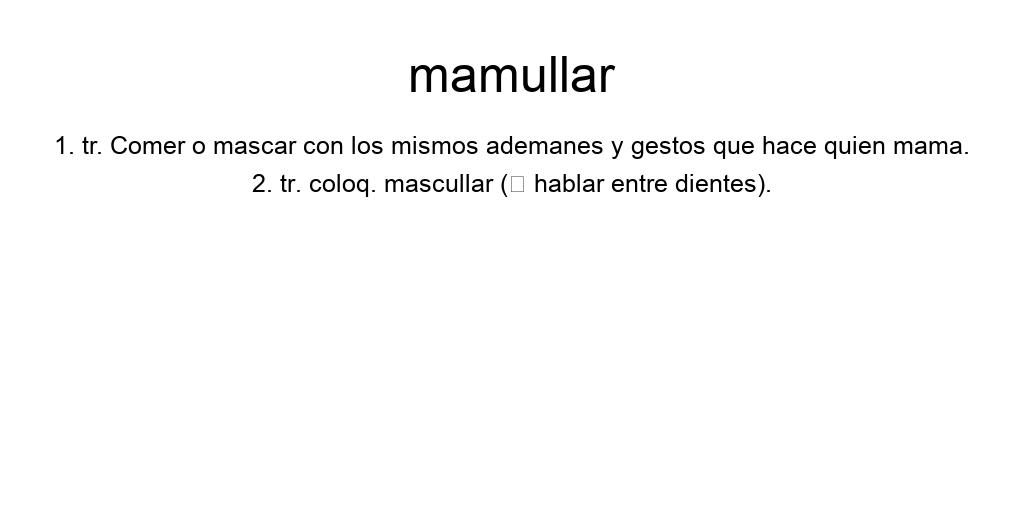 mamullar
1. tr. Comer o mascar con los mismos ademanes y gestos que hace quien mama.
2. tr. coloq. mascullar (□ hablar entre dientes).